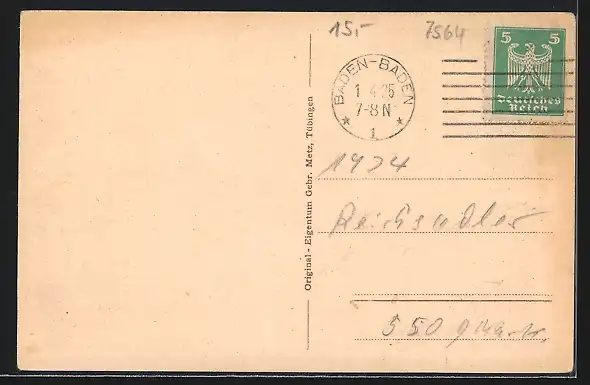 15,- 7564
5 5
Deutsches
Reich
BADEN-BADEN
1.4.25
7-8 N
* 1 *
Original - Eigentum Gebr. Metz, Tübingen
1924
Reichsadler
550